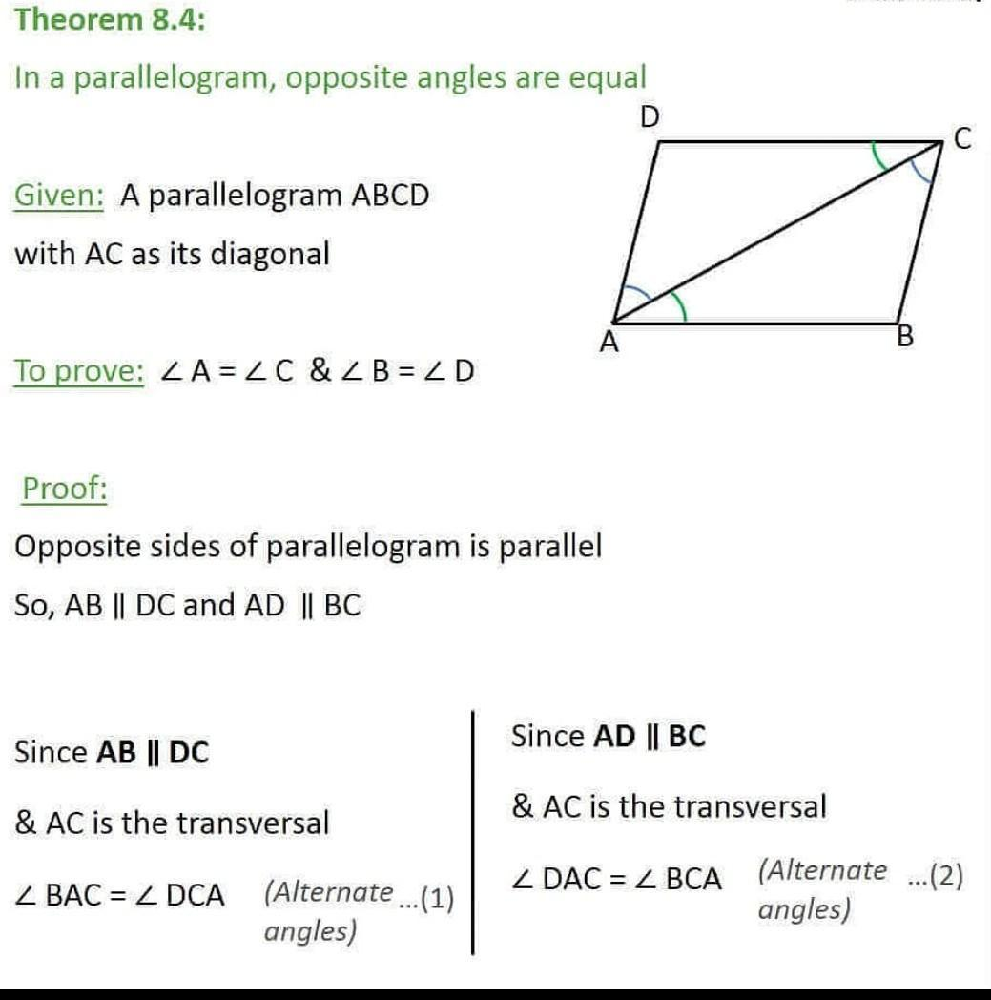 Theorem 8.4:
In a parallelogram, opposite angles are equal
D
C
Given: A parallelogram ABCD
with AC as its diagonal
A
B
To prove: ∠ A = ∠ C & ∠ B = ∠ D
Proof:
Opposite sides of parallelogram is parallel
So, AB ∥ DC and AD ∥ BC
Since AB ∥ DC
& AC is the transversal
∠ BAC = ∠ DCA (Alternate ...(1)
angles)
Since AD ∥ BC
& AC is the transversal
∠ DAC = ∠ BCA (Alternate ...(2)
angles)